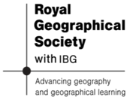 Royal
Geographical
Society
with IBG
Advancing geography
and geographical learning